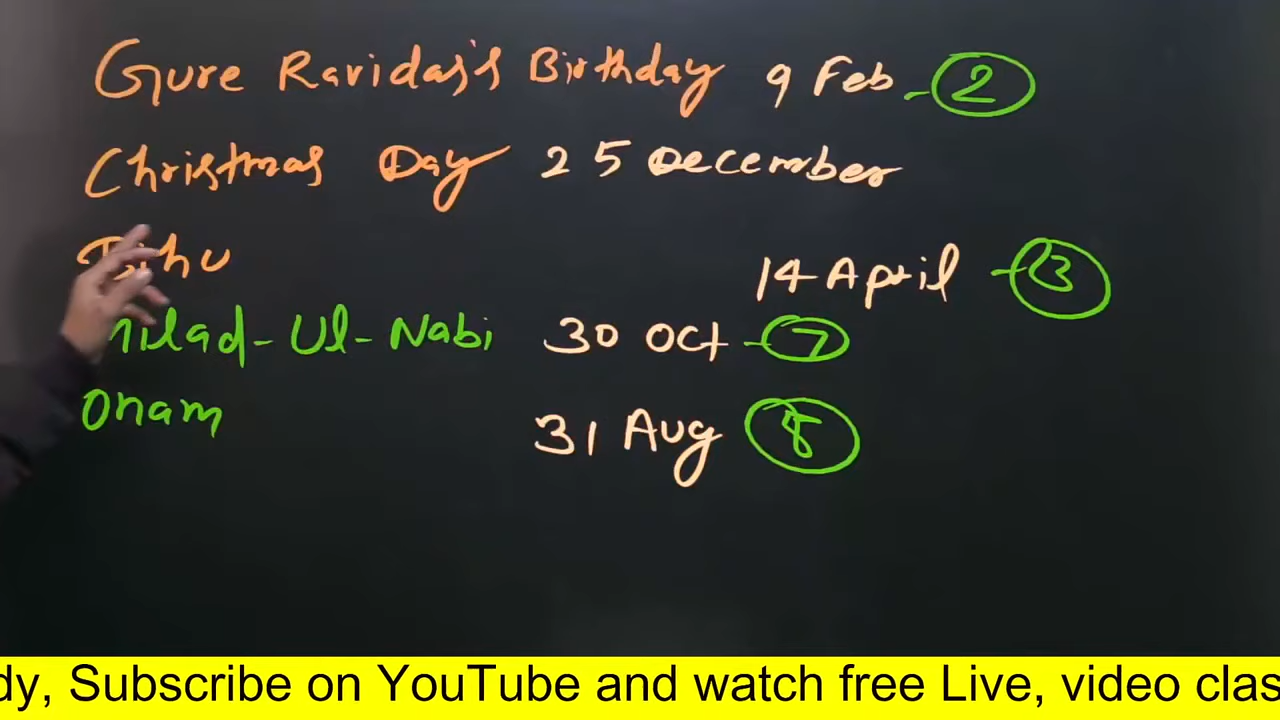 Gure Ravidas's Birthday 9 Feb - 2
Christmas Day 25 December
Bihu 14 April - 3
Milad-Ul-Nabi 30 Oct - 7
Onam 31 Aug 8
dy, Subscribe on YouTube and watch free Live, video clas